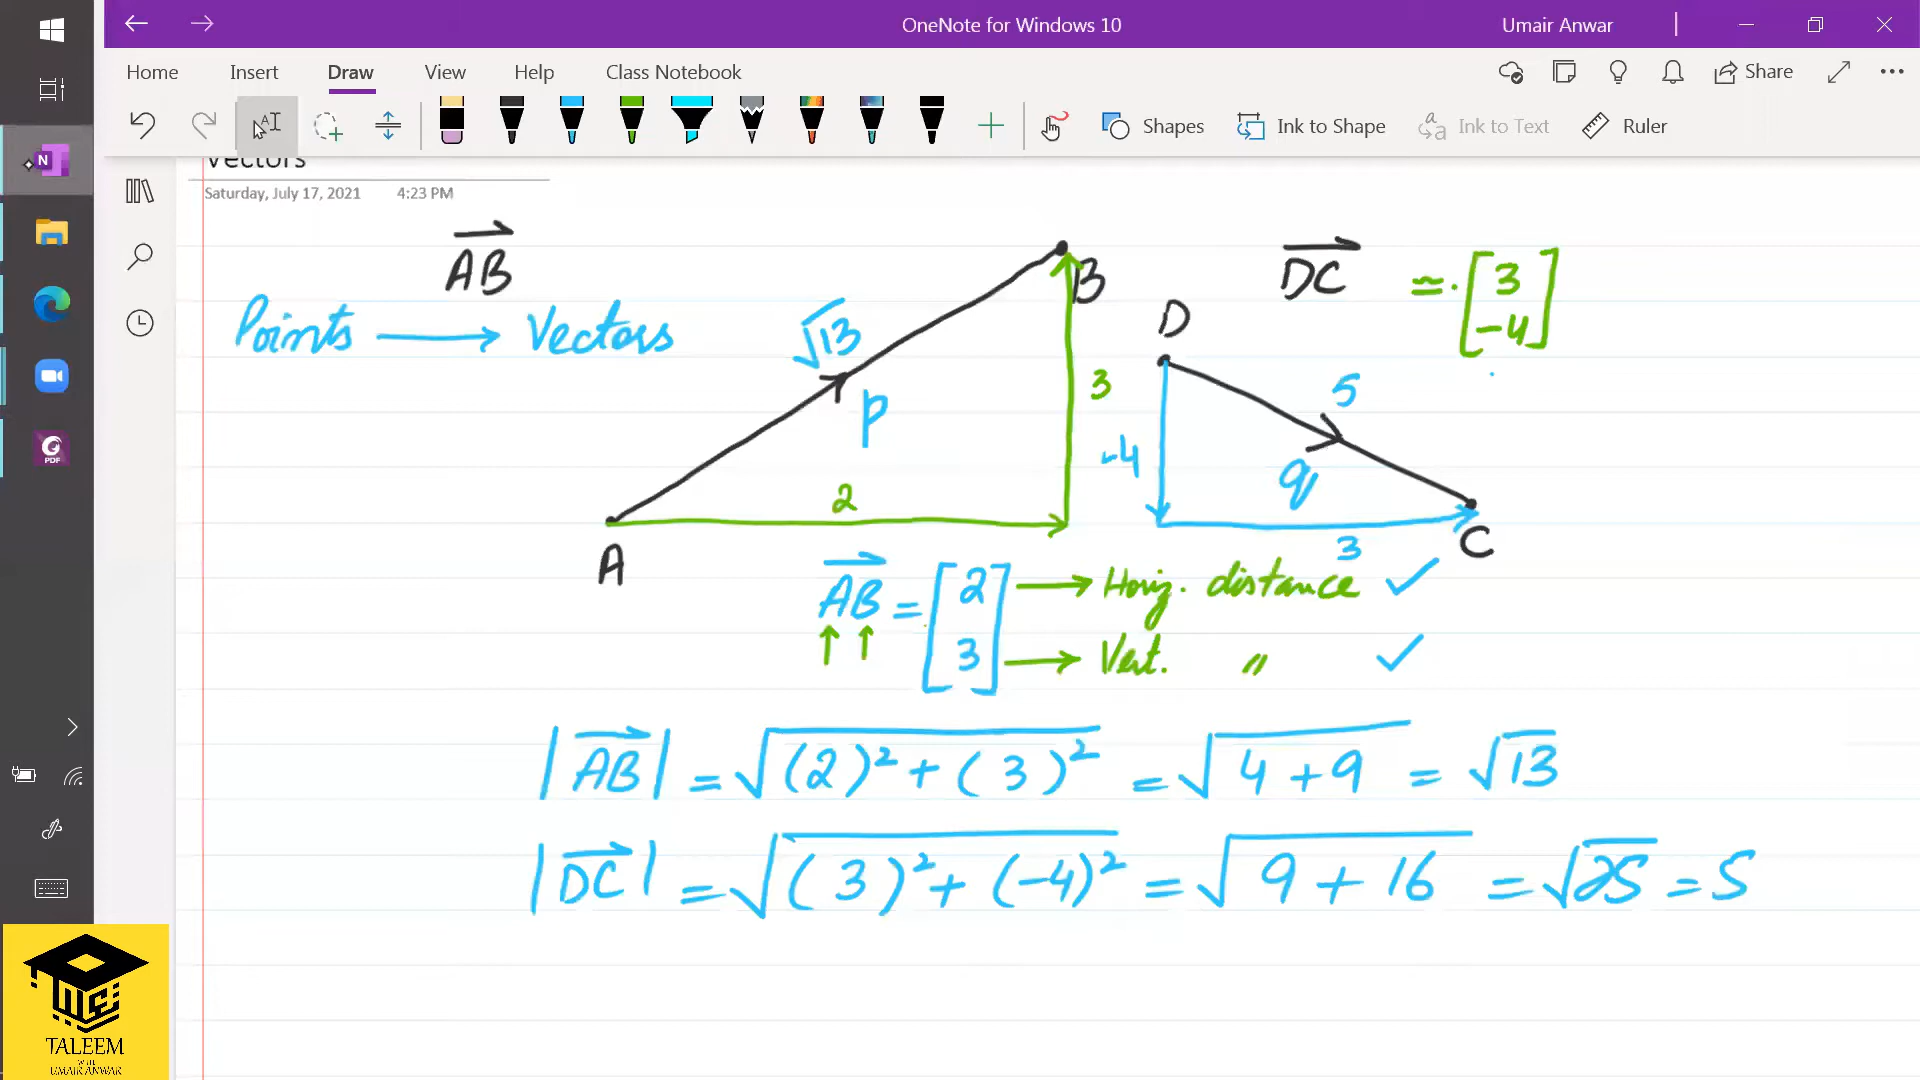 OneNote for Windows 10
Umair Anwar
Home Insert Draw View Help Class Notebook Share
Shapes Ink to Shape Ink to Text Ruler
Vectors
Saturday, July 17, 2021 4:23 PM
AB
Points → Vectors
√13
p
B
3
2
A
D
DC = [3 -4]
5
-4
q
3
C
AB = [2 3]
→ Horiz. distance ✓
→ Vert. " ✓
|AB| = √(2)² + (3)² = √4 + 9 = √13
|DC| = √(3)² + (-4)² = √9 + 16 = √25 = 5
PDF
TALEEM
WITH
UMAIR ANWAR